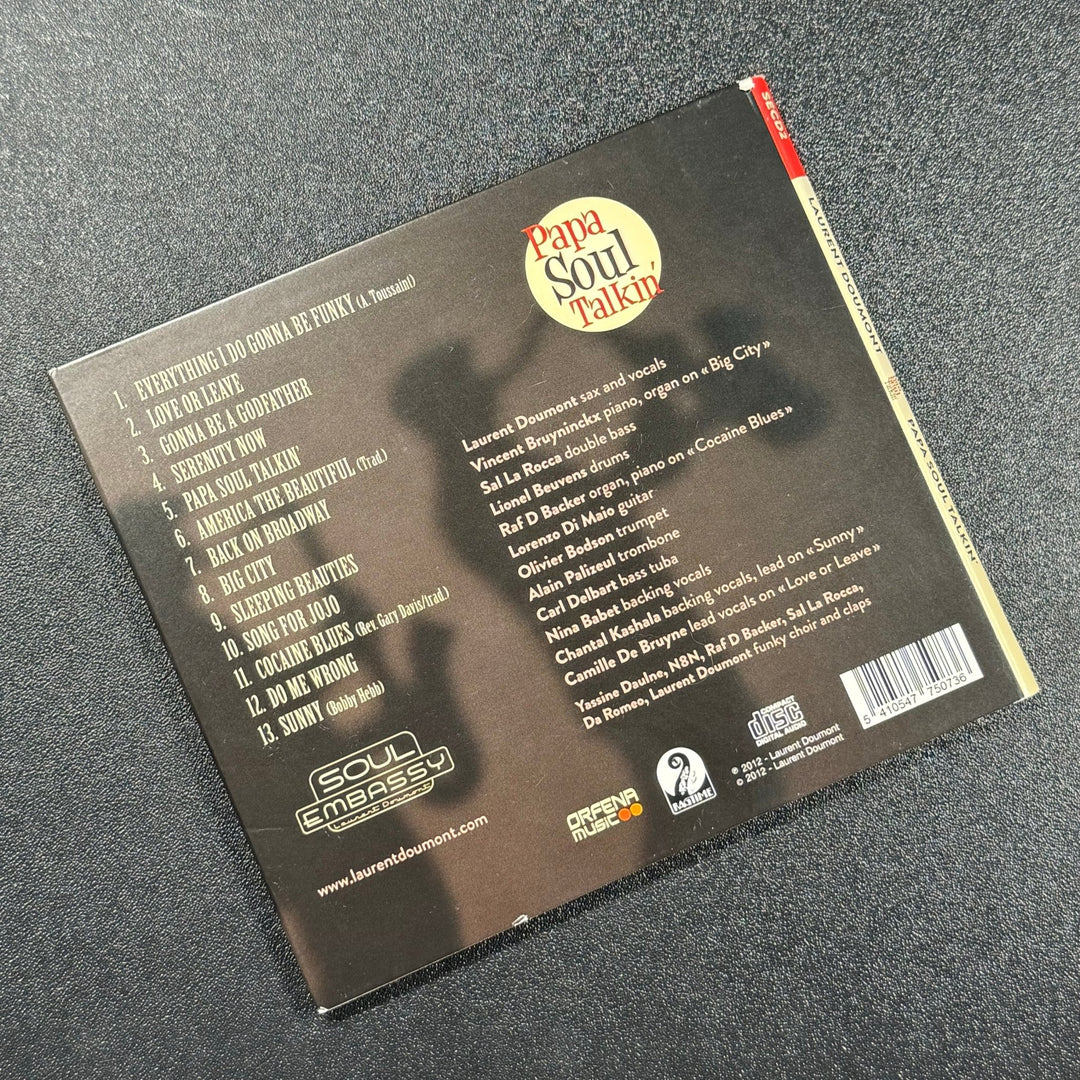 1. EVERYTHING I DO GONNA BE FUNKY (A. Toussaint)
2. LOVE OR LEAVE
3. GONNA BE A GODFATHER
4. SERENITY NOW
5. PAPA SOUL TALKIN'
6. AMERICA THE BEAUTIFUL (Trad.)
7. BACK ON BROADWAY
8. BIG CITY
9. SLEEPING BEAUTIES
10. SONG FOR JOJO
11. COCAINE BLUES (Rev. Gary Davis/trad.)
12. DO ME WRONG
13. SUNNY (Bobby Hebb)
SOUL
EMBASSY
Laurent Doumont
www.laurentdoumont.com
Papa
Soul
Talkin'
Laurent Doumont sax and vocals
Vincent Bruyninckx piano, organ on «Big City»
Sal La Rocca double bass
Lionel Beuvens drums
Raf D Backer organ, piano on «Cocaine Blues»
Lorenzo Di Maio guitar
Olivier Bodson trumpet
Alain Palizeul trombone
Carl Delbart bass tuba
Nina Babet backing vocals
Chantal Kashala backing vocals, lead on «Sunny»
Camille De Bruyne lead vocals on «Love or Leave»
Yassine Daulne, N8N, Raf D Backer, Sal La Rocca,
Da Romeo, Laurent Doumont funky choir and claps
ORFENA
MUSIC
RAGTIME
COMPACT
disc
DIGITAL AUDIO
℗ 2012 - Laurent Doumont
© 2012 - Laurent Doumont
5 410547 750736
SECD2
LAURENT DOUMONT
PAPA SOUL TALKIN'